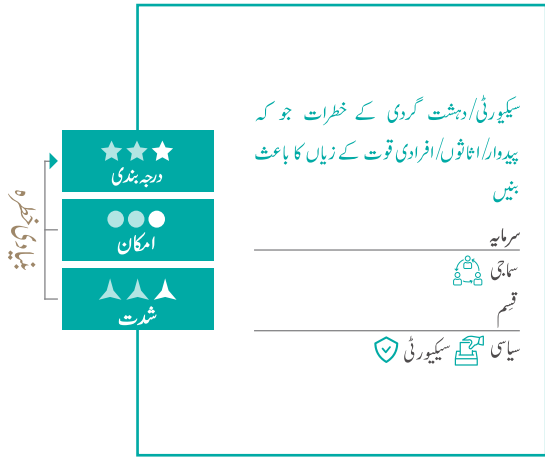 سیکیورٹی/دہشت گردی کے خطرات جو کہ
پیدوار/اثاثوں/افرادی قوت کے زیاں کا باعث
بنیں
سرمایہ
سماجی
قسم
سیاسی سیکیورٹی
درجہ بندی
امکان
شدت
بنیادی خطرہ